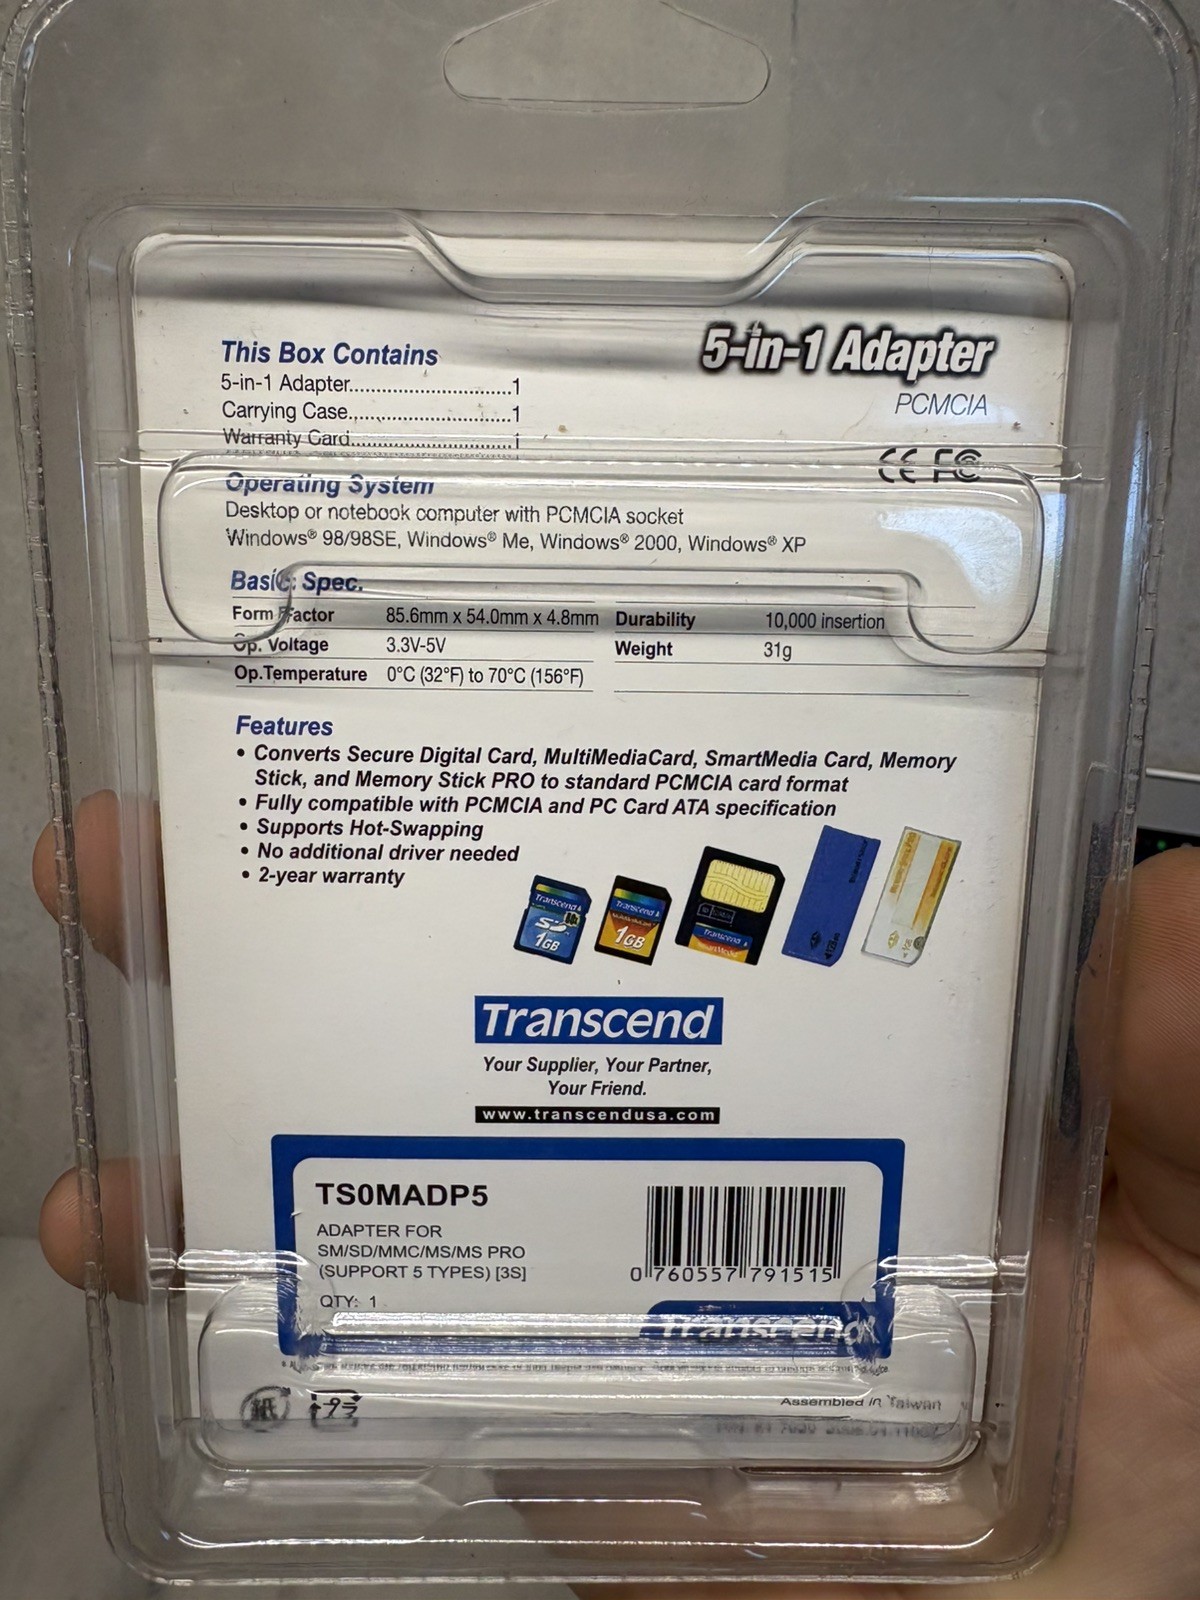 This Box Contains
5-in-1 Adapter..............................1
Carrying Case..............................1
Warranty Card..............................1
5-in-1 Adapter
PCMCIA
CE FC
Operating System
Desktop or notebook computer with PCMCIA socket
Windows® 98/98SE, Windows® Me, Windows® 2000, Windows® XP
Basic Spec.
Form Factor 85.6mm x 54.0mm x 4.8mm Durability 10,000 insertion
Op. Voltage 3.3V-5V Weight 31g
Op.Temperature 0°C (32°F) to 70°C (156°F)
Features
• Converts Secure Digital Card, MultiMediaCard, SmartMedia Card, Memory
Stick, and Memory Stick PRO to standard PCMCIA card format
• Fully compatible with PCMCIA and PC Card ATA specification
• Supports Hot-Swapping
• No additional driver needed
• 2-year warranty
Transcend
SD
1GB
Transcend
1GB
Transcend
SmartMedia
Transcend
Your Supplier, Your Partner,
Your Friend.
www.transcendusa.com
TS0MADP5
ADAPTER FOR
SM/SD/MMC/MS/MS PRO
(SUPPORT 5 TYPES) [3S]
QTY: 1
0 760557 791515
Transcend
Assembled in Taiwan